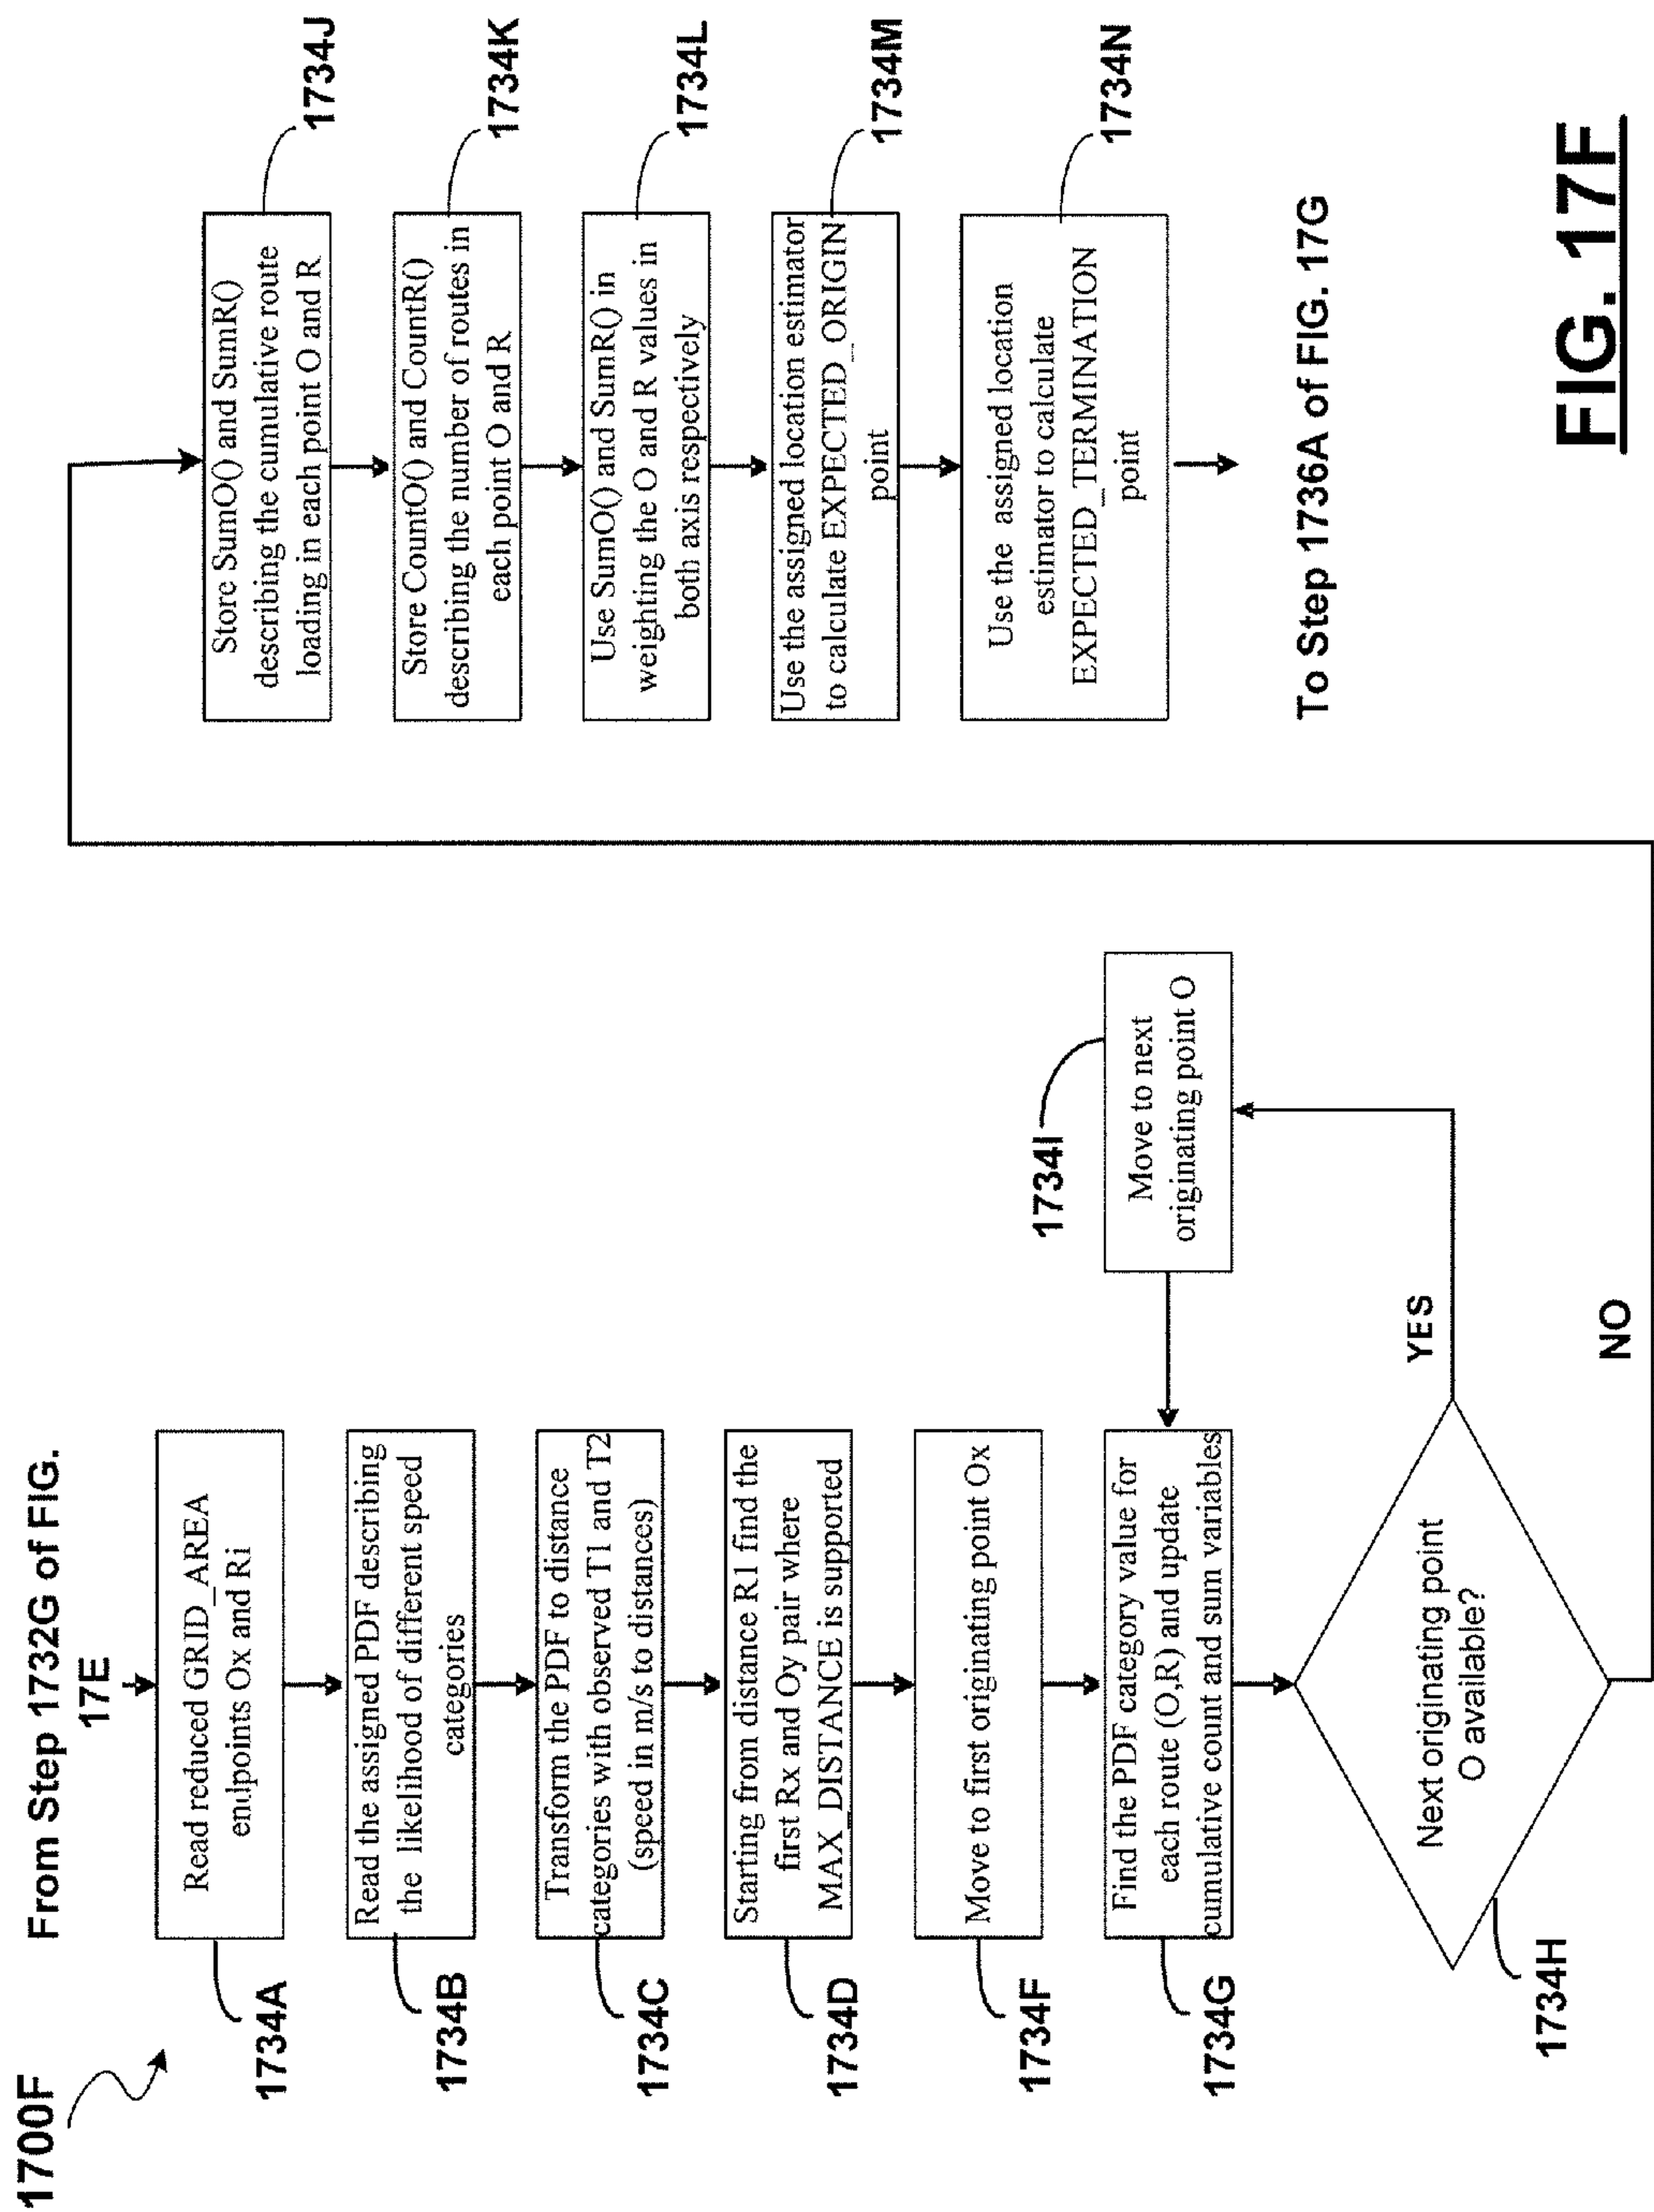 1700F
From Step 1732G of FIG.
17E
Read reduced GRID_AREA
endpoints Ox and Ri
1734A
Read the assigned PDF describing
the likelihood of different speed
categories
1734B
Transform the PDF to distance
categories with observed T1 and T2
(speed in m/s to distances)
1734C
Starting from distance R1 find the
first Rx and Oy pair where
MAX_DISTANCE is supported
1734D
Move to first originating point Ox
1734F
Find the PDF category value for
each route (O,R) and update
cumulative count and sum variables
1734G
Next originating point
O available?
1734H
YES
NO
Move to next
originating point O
1734I
Store SumO() and SumR()
describing the cumulative route
loading in each point O and R
1734J
Store CountO() and CountR()
describing the number of routes in
each point O and R
1734K
Use SumO() and SumR() in
weighting the O and R values in
both axis respectively
1734L
Use the assigned location estimator
to calculate EXPECTED_ORIGIN
point
1734M
Use the assigned location
estimator to calculate
EXPECTED_TERMINATION
point
1734N
To Step 1736A of FIG. 17G
FIG. 17F